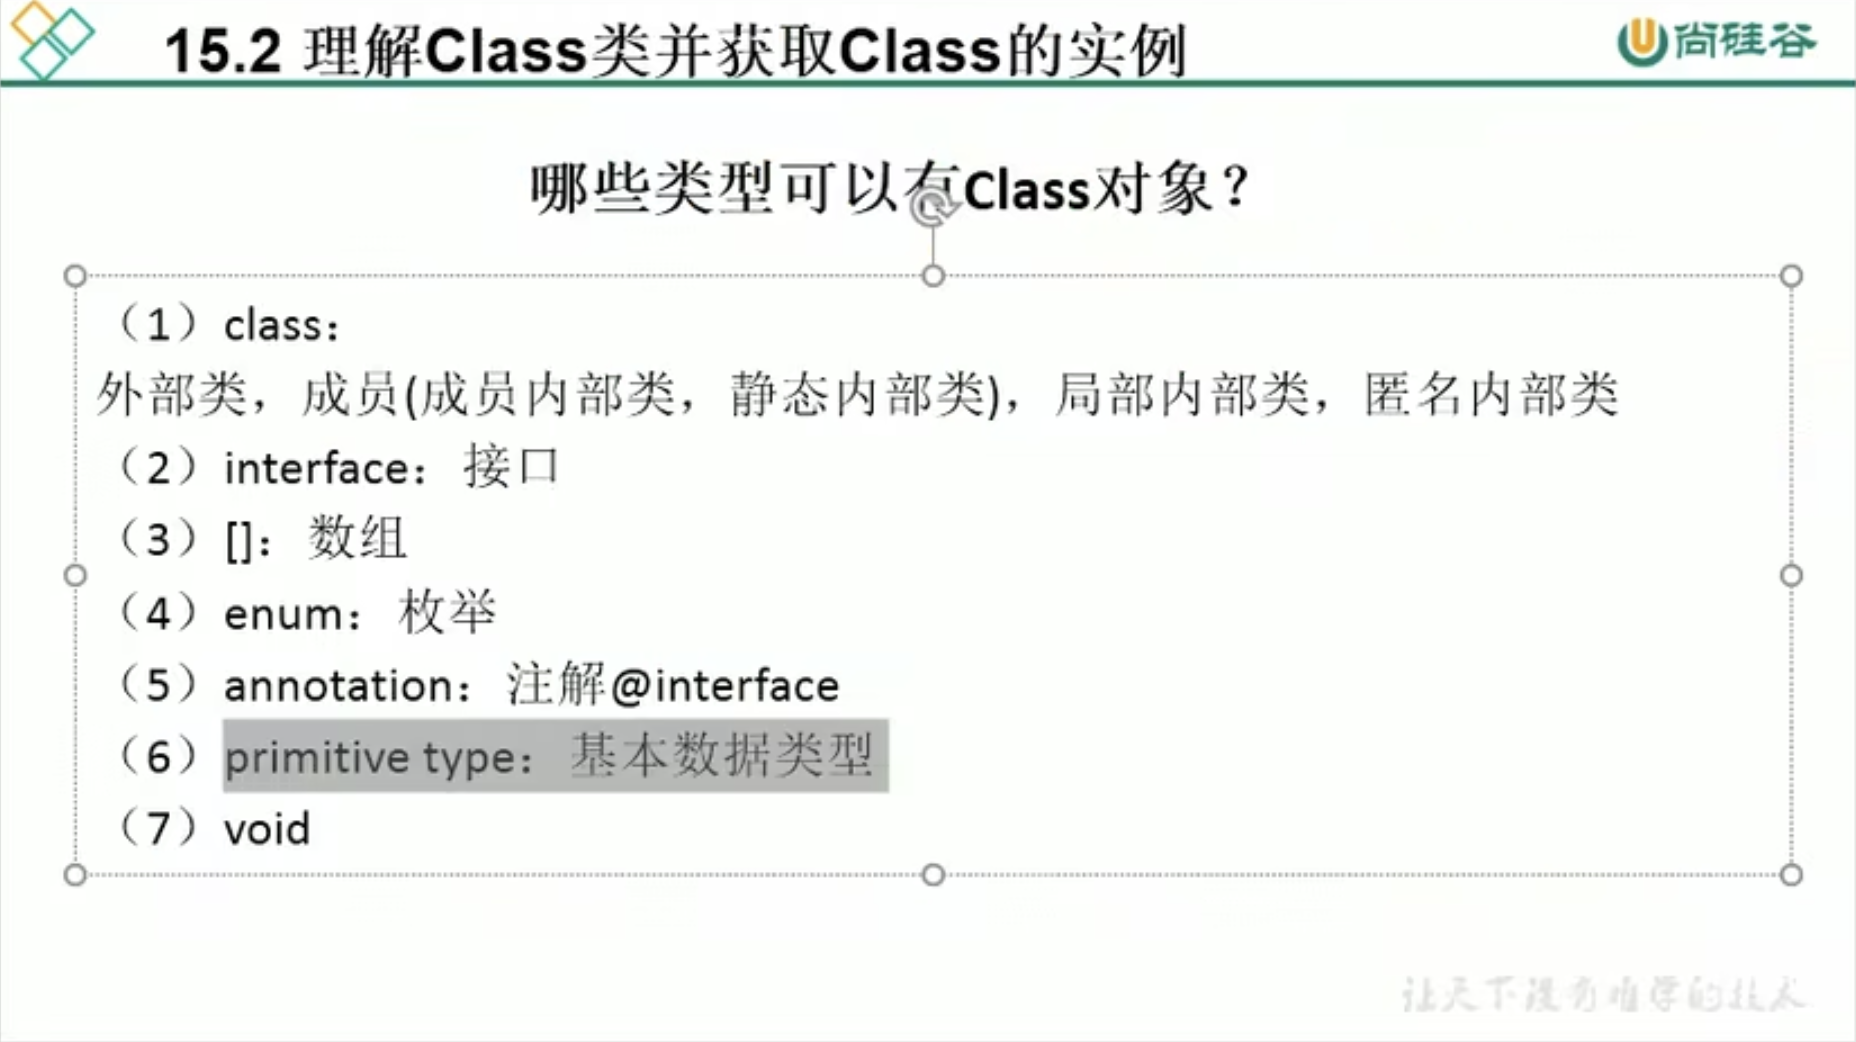 15.2 理解Class类并获取Class的实例
尚硅谷
哪些类型可以有Class对象？
（1）class：
外部类，成员(成员内部类，静态内部类)，局部内部类，匿名内部类
（2）interface：接口
（3）[]：数组
（4）enum：枚举
（5）annotation：注解@interface
（6）primitive type：基本数据类型
（7）void
让天下没有难学的技术